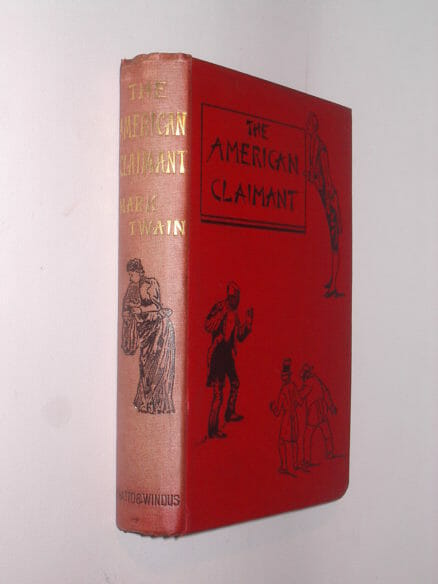 THE
AMERICAN
CLAIMANT
MARK
TWAIN
CHATTO & WINDUS
THE
AMERICAN
CLAIMANT